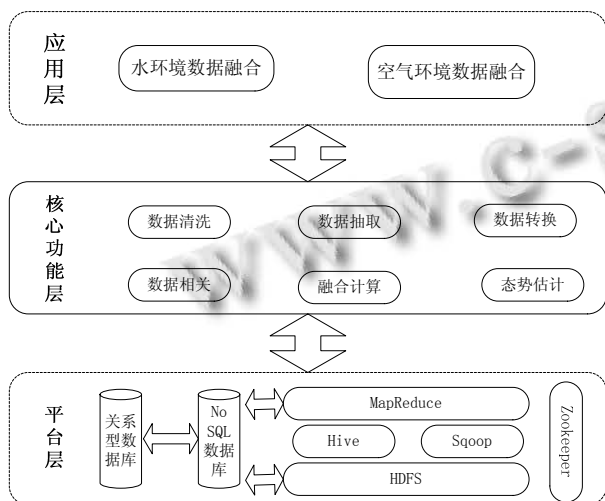 应用层
水环境数据融合
空气环境数据融合
核心功能层
数据清洗
数据抽取
数据转换
数据相关
融合计算
态势估计
平台层
关系
型数
据库
No
SQL
数据
库
MapReduce
Hive
Sqoop
HDFS
Zookeeper
www.c-s